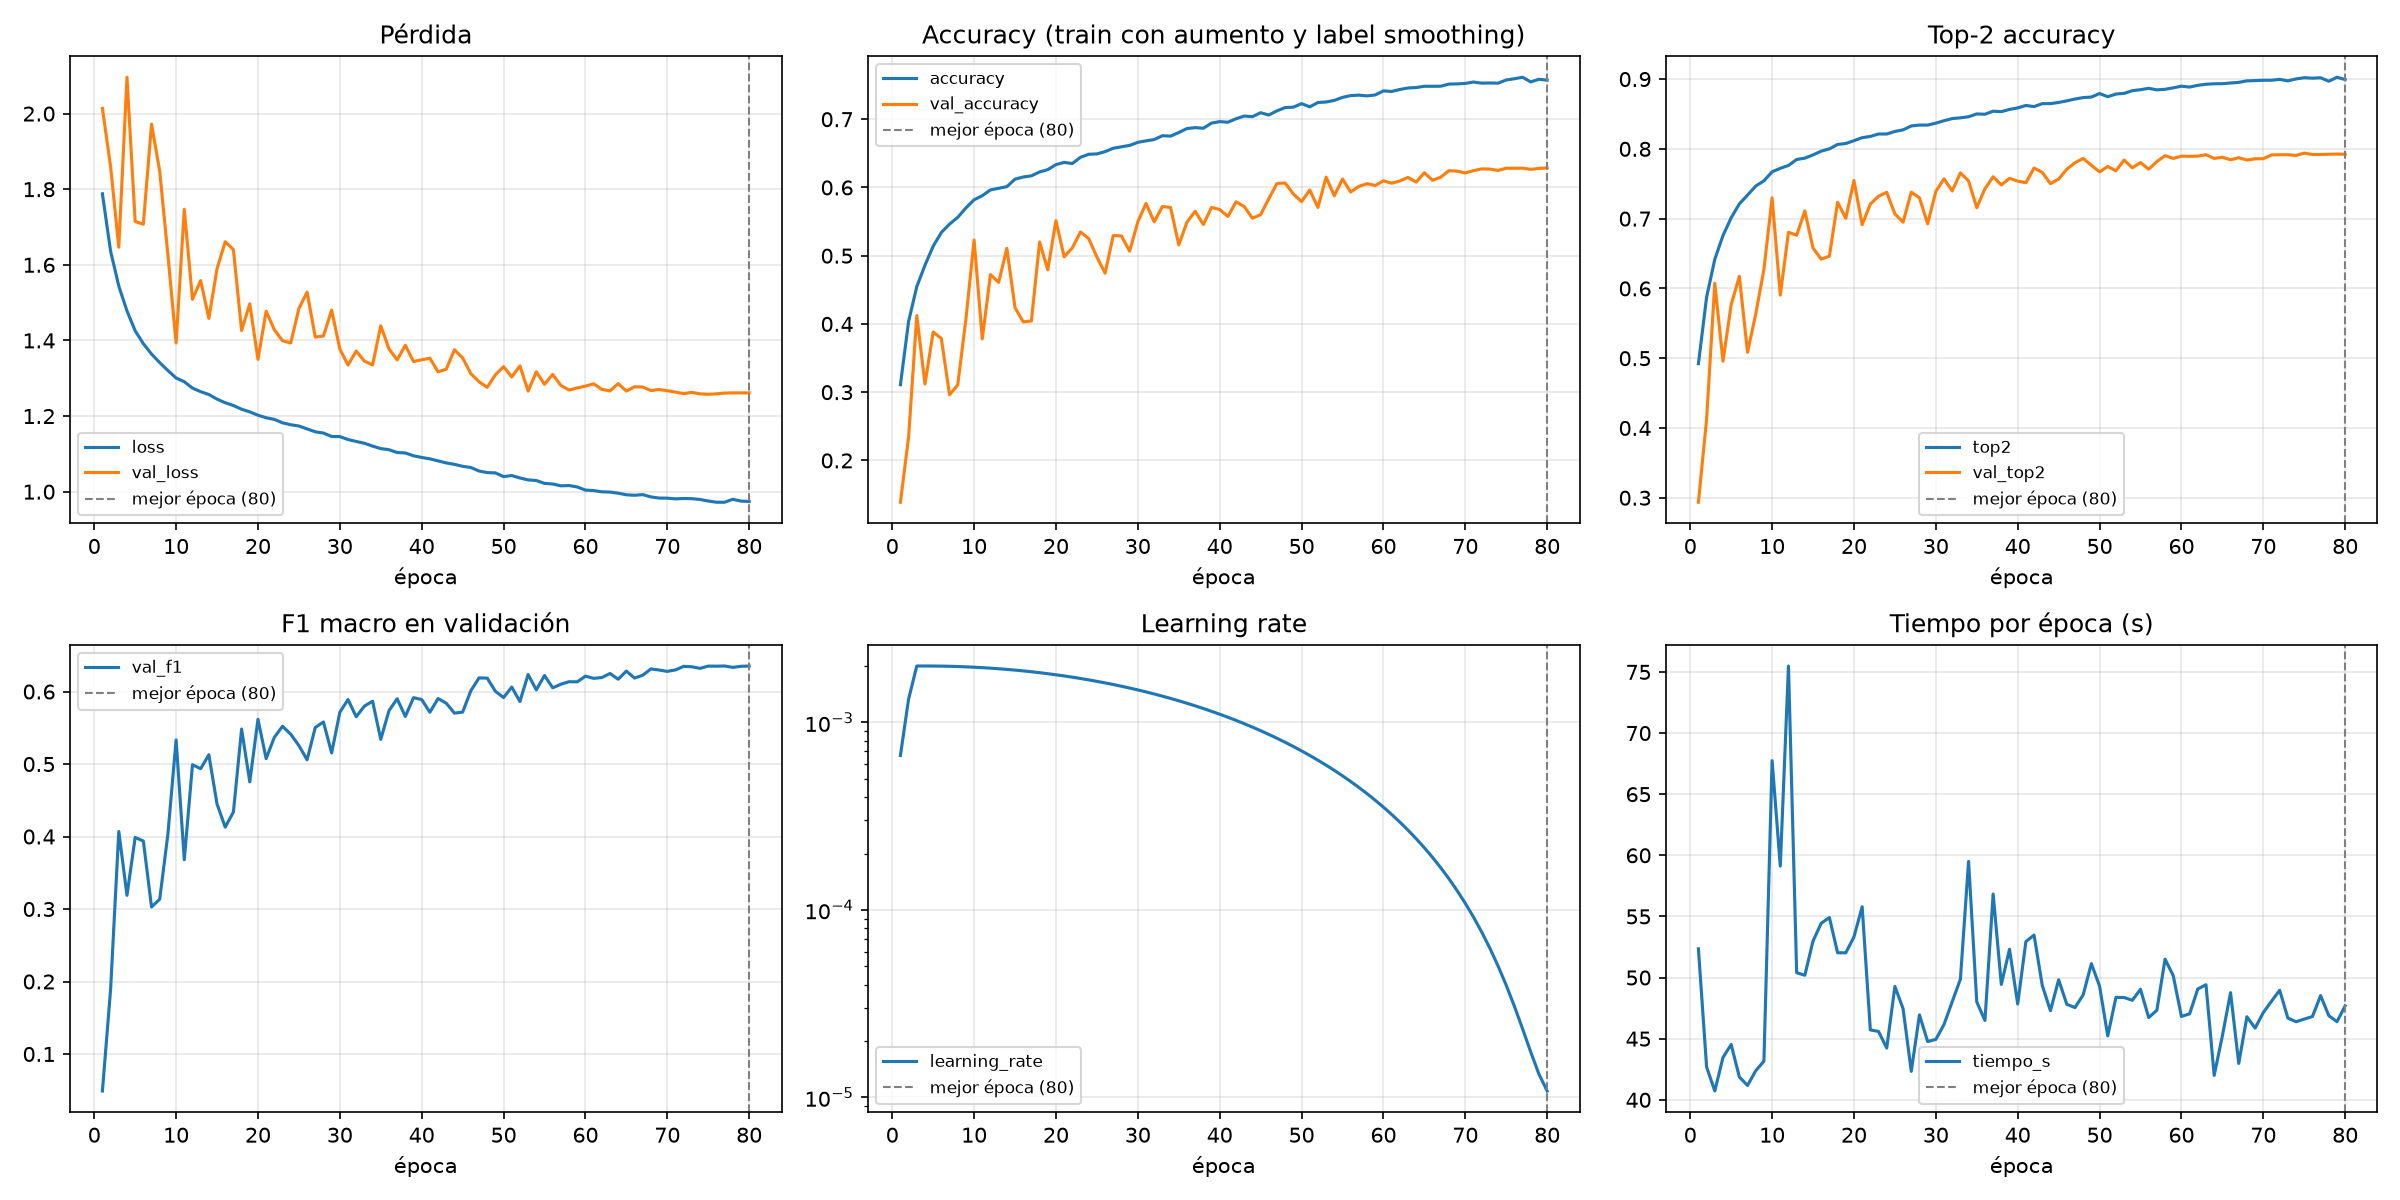 Pérdida
2.0
1.8
1.6
1.4
1.2
1.0
loss
val_loss
mejor época (80)
0 10 20 30 40 50 60 70 80
época
Accuracy (train con aumento y label smoothing)
accuracy
val_accuracy
mejor época (80)
0.7
0.6
0.5
0.4
0.3
0.2
0 10 20 30 40 50 60 70 80
época
Top-2 accuracy
0.9
0.8
0.7
0.6
0.5
0.4
0.3
top2
val_top2
mejor época (80)
0 10 20 30 40 50 60 70 80
época
F1 macro en validación
val_f1
mejor época (80)
0.6
0.5
0.4
0.3
0.2
0.1
0 10 20 30 40 50 60 70 80
época
Learning rate
10⁻³
10⁻⁴
10⁻⁵
learning_rate
mejor época (80)
0 10 20 30 40 50 60 70 80
época
Tiempo por época (s)
75
70
65
60
55
50
45
40
tiempo_s
mejor época (80)
0 10 20 30 40 50 60 70 80
época